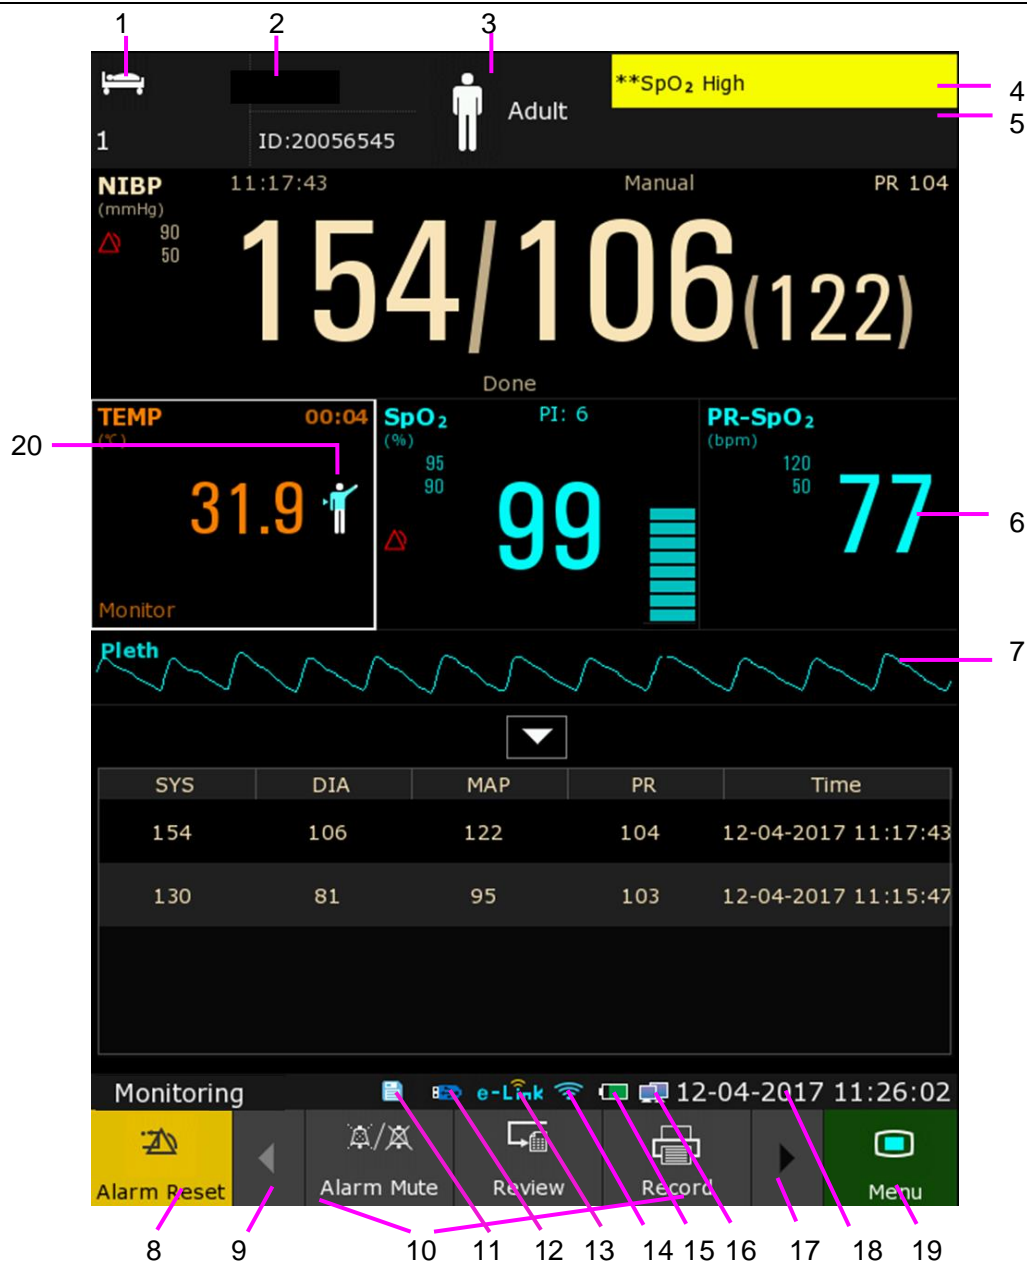 1 2 3
**SpO₂ High 4
5
Adult
1 ID:20056545
NIBP 11:17:43 Manual PR 104
(mmHg)
90
50
154/106(122)
Done
TEMP 00:04 SpO₂ PI: 6 PR-SpO₂
(℃) (%) (bpm)
20
95 120
90 50
31.9 99 77
6
Monitor
Pleth 7
SYS DIA MAP PR Time
154 106 122 104 12-04-2017 11:17:43
130 81 95 103 12-04-2017 11:15:47
Monitoring e-Link 12-04-2017 11:26:02
Alarm Reset Alarm Mute Review Record Menu
8 9 10 11 12 13 14 15 16 17 18 19